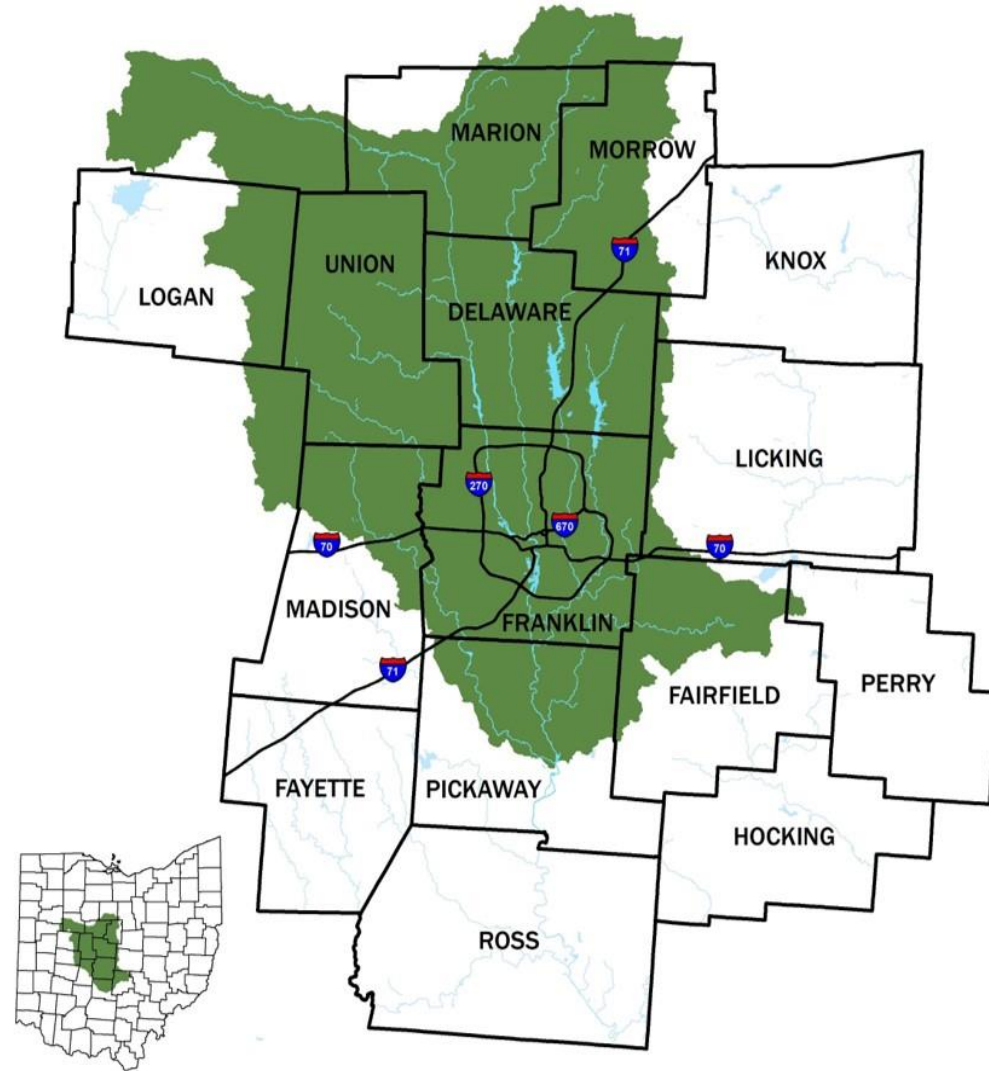 MARION
MORROW
71
KNOX
UNION
LOGAN
DELAWARE
LICKING
270
670
70
70
MADISON
FRANKLIN
71
FAIRFIELD
PERRY
FAYETTE
PICKAWAY
HOCKING
ROSS